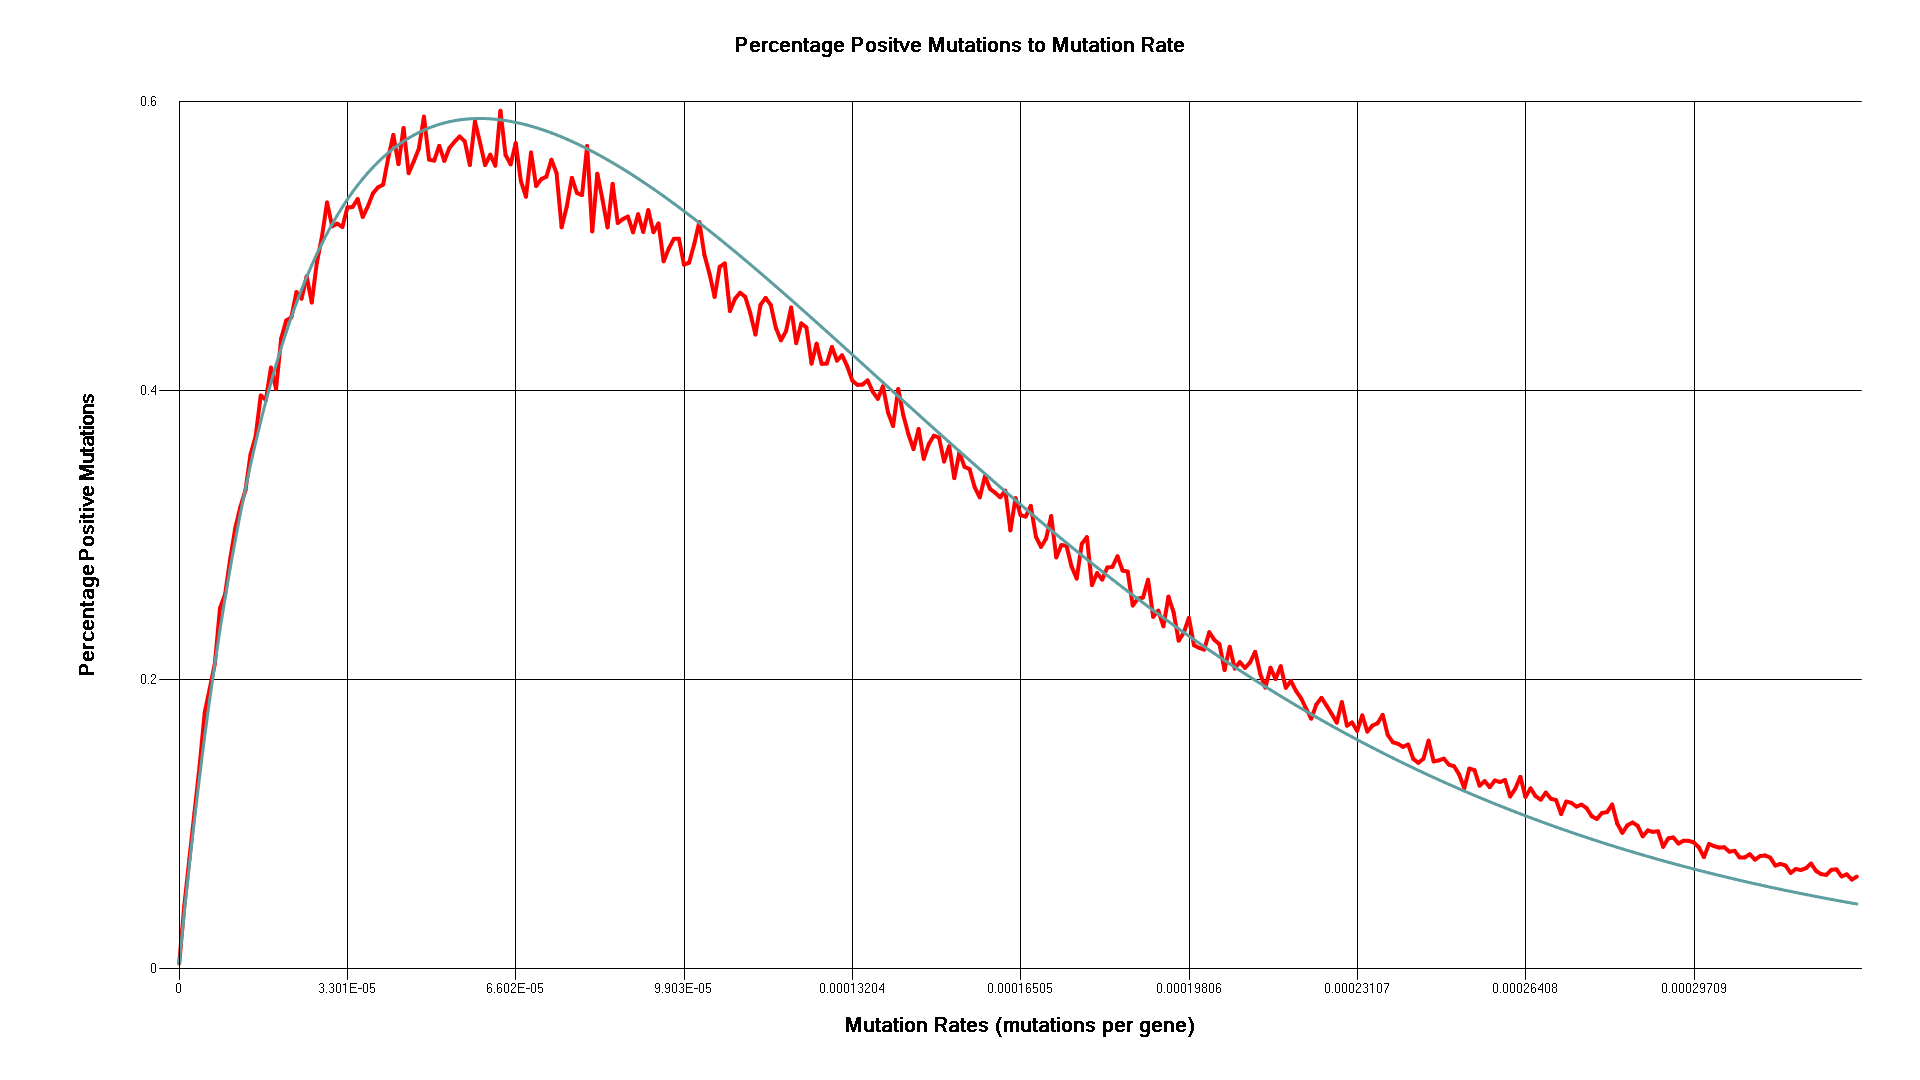 Percentage Positve Mutations to Mutation Rate
0.6
0.4
0.2
0
Percentage Positive Mutations
0 3.301E-05 6.602E-05 9.903E-05 0.00013204 0.00016505 0.00019806 0.00023107 0.00026408 0.00029709
Mutation Rates (mutations per gene)